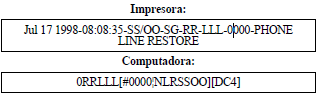 Impresora:
Jul 17 1998-08:08:35-SS/OO-SG-RR-LLL-0000-PHONE
LINE RESTORE
Computadora:
0RRLLL[#0000|NLRSSOO][DC4]